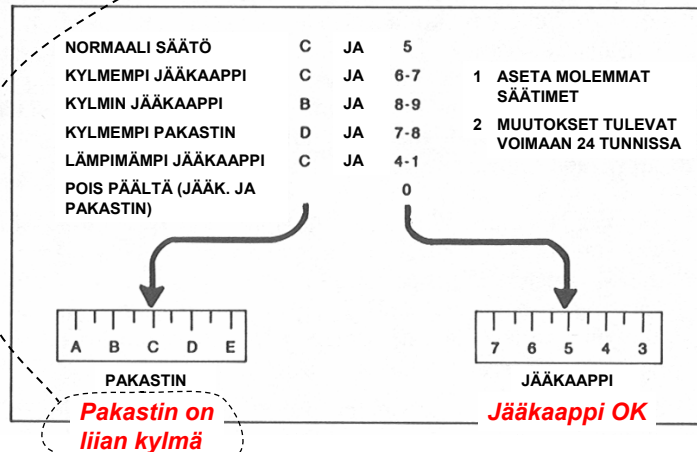 NORMAALI SÄÄTÖ C JA 5
KYLMEMPI JÄÄKAAPPI C JA 6-7
KYLMIN JÄÄKAAPPI B JA 8-9
KYLMEMPI PAKASTIN D JA 7-8
LÄMPIMÄMPI JÄÄKAAPPI C JA 4-1
POIS PÄÄLTÄ (JÄÄK. JA 0
PAKASTIN)
1 ASETA MOLEMMAT
SÄÄTIMET
2 MUUTOKSET TULEVAT
VOIMAAN 24 TUNNISSA
A B C D E
PAKASTIN
Pakastin on
liian kylmä
7 6 5 4 3
JÄÄKAAPPI
Jääkaappi OK